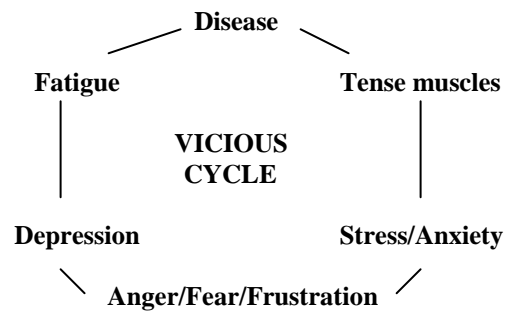 Disease
Fatigue
Tense muscles
VICIOUS
CYCLE
Depression
Stress/Anxiety
Anger/Fear/Frustration